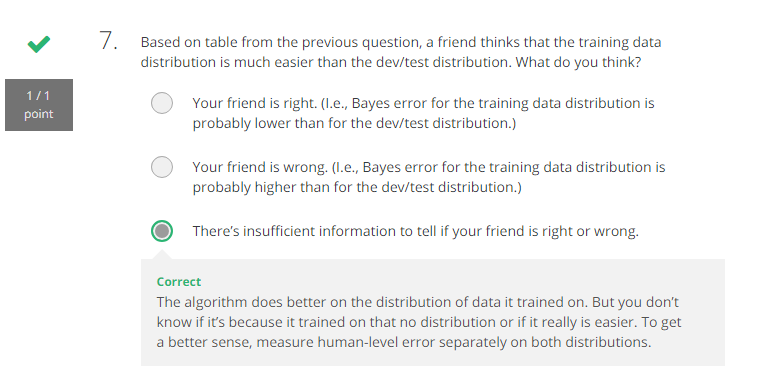 7. Based on table from the previous question, a friend thinks that the training data
distribution is much easier than the dev/test distribution. What do you think?
1 / 1
point
Your friend is right. (I.e., Bayes error for the training data distribution is
probably lower than for the dev/test distribution.)
Your friend is wrong. (I.e., Bayes error for the training data distribution is
probably higher than for the dev/test distribution.)
There's insufficient information to tell if your friend is right or wrong.
Correct
The algorithm does better on the distribution of data it trained on. But you don't
know if it's because it trained on that no distribution or if it really is easier. To get
a better sense, measure human-level error separately on both distributions.